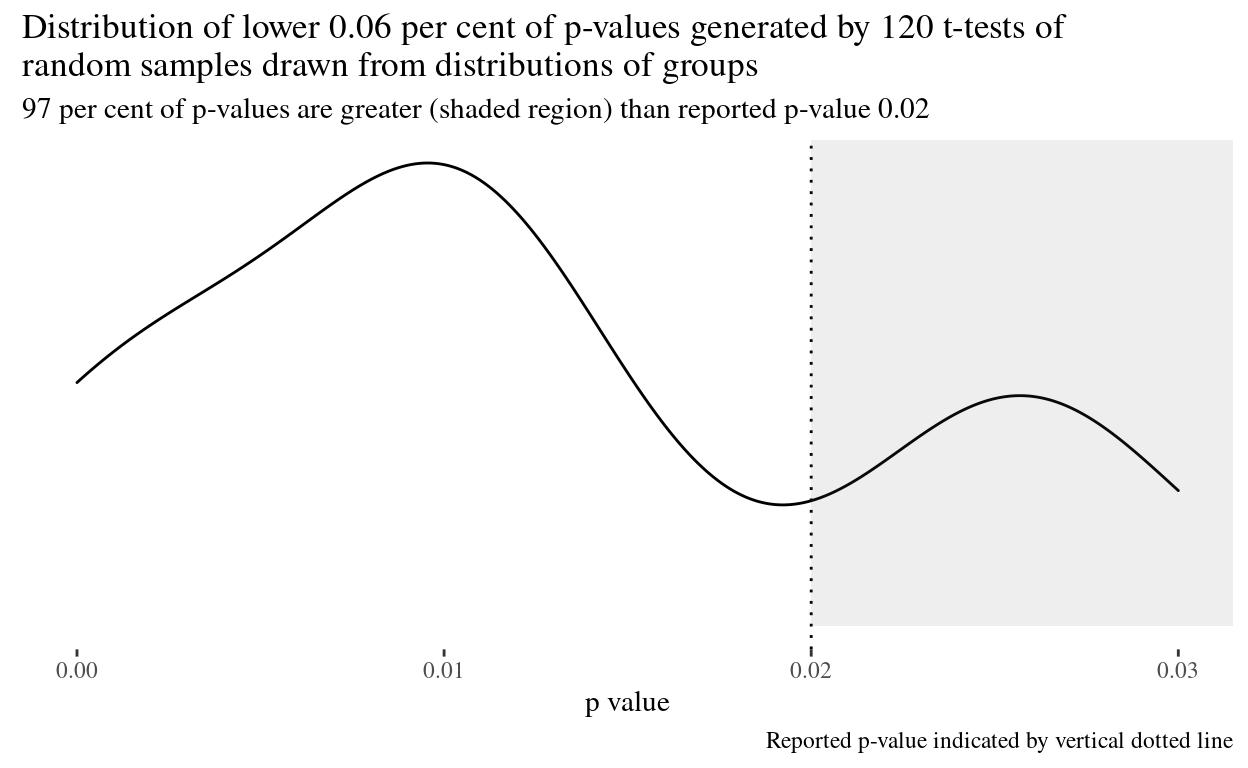 Distribution of lower 0.06 per cent of p-values generated by 120 t-tests of
random samples drawn from distributions of groups
97 per cent of p-values are greater (shaded region) than reported p-value 0.02
0.00 0.01 0.02 0.03
p value
Reported p-value indicated by vertical dotted line